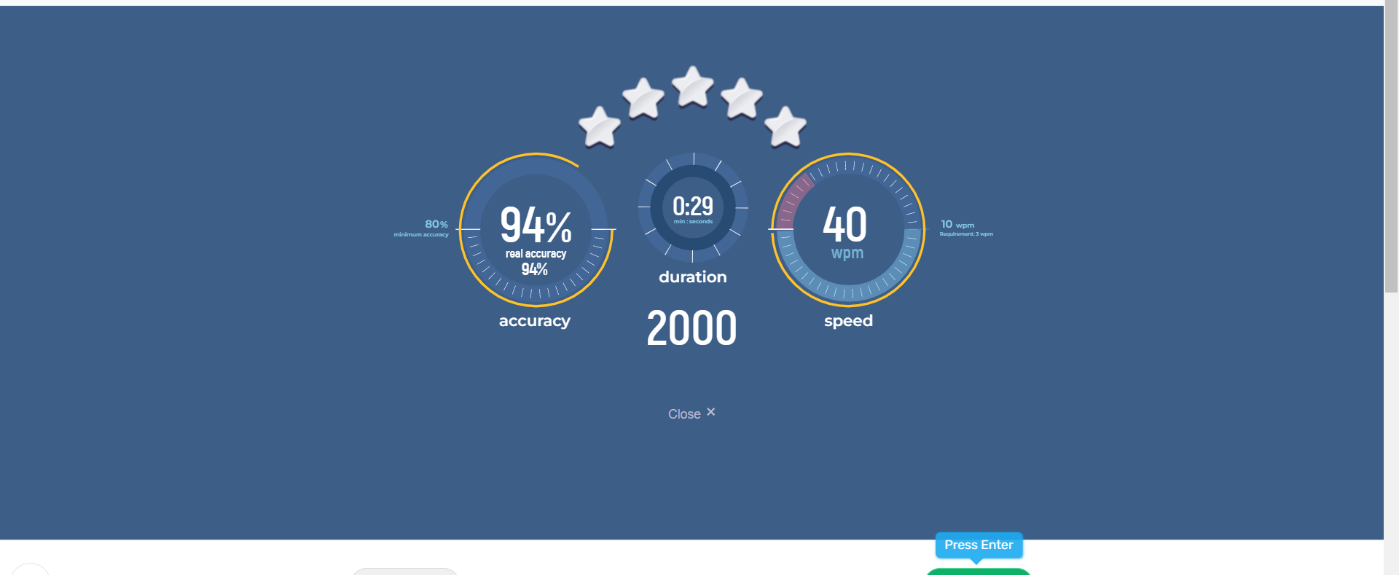 80%
minimum accuracy
94%
real accuracy
94%
accuracy
0:29
min : seconds
duration
2000
40
wpm
speed
10 wpm
Requirement: 3 wpm
Close ×
Press Enter